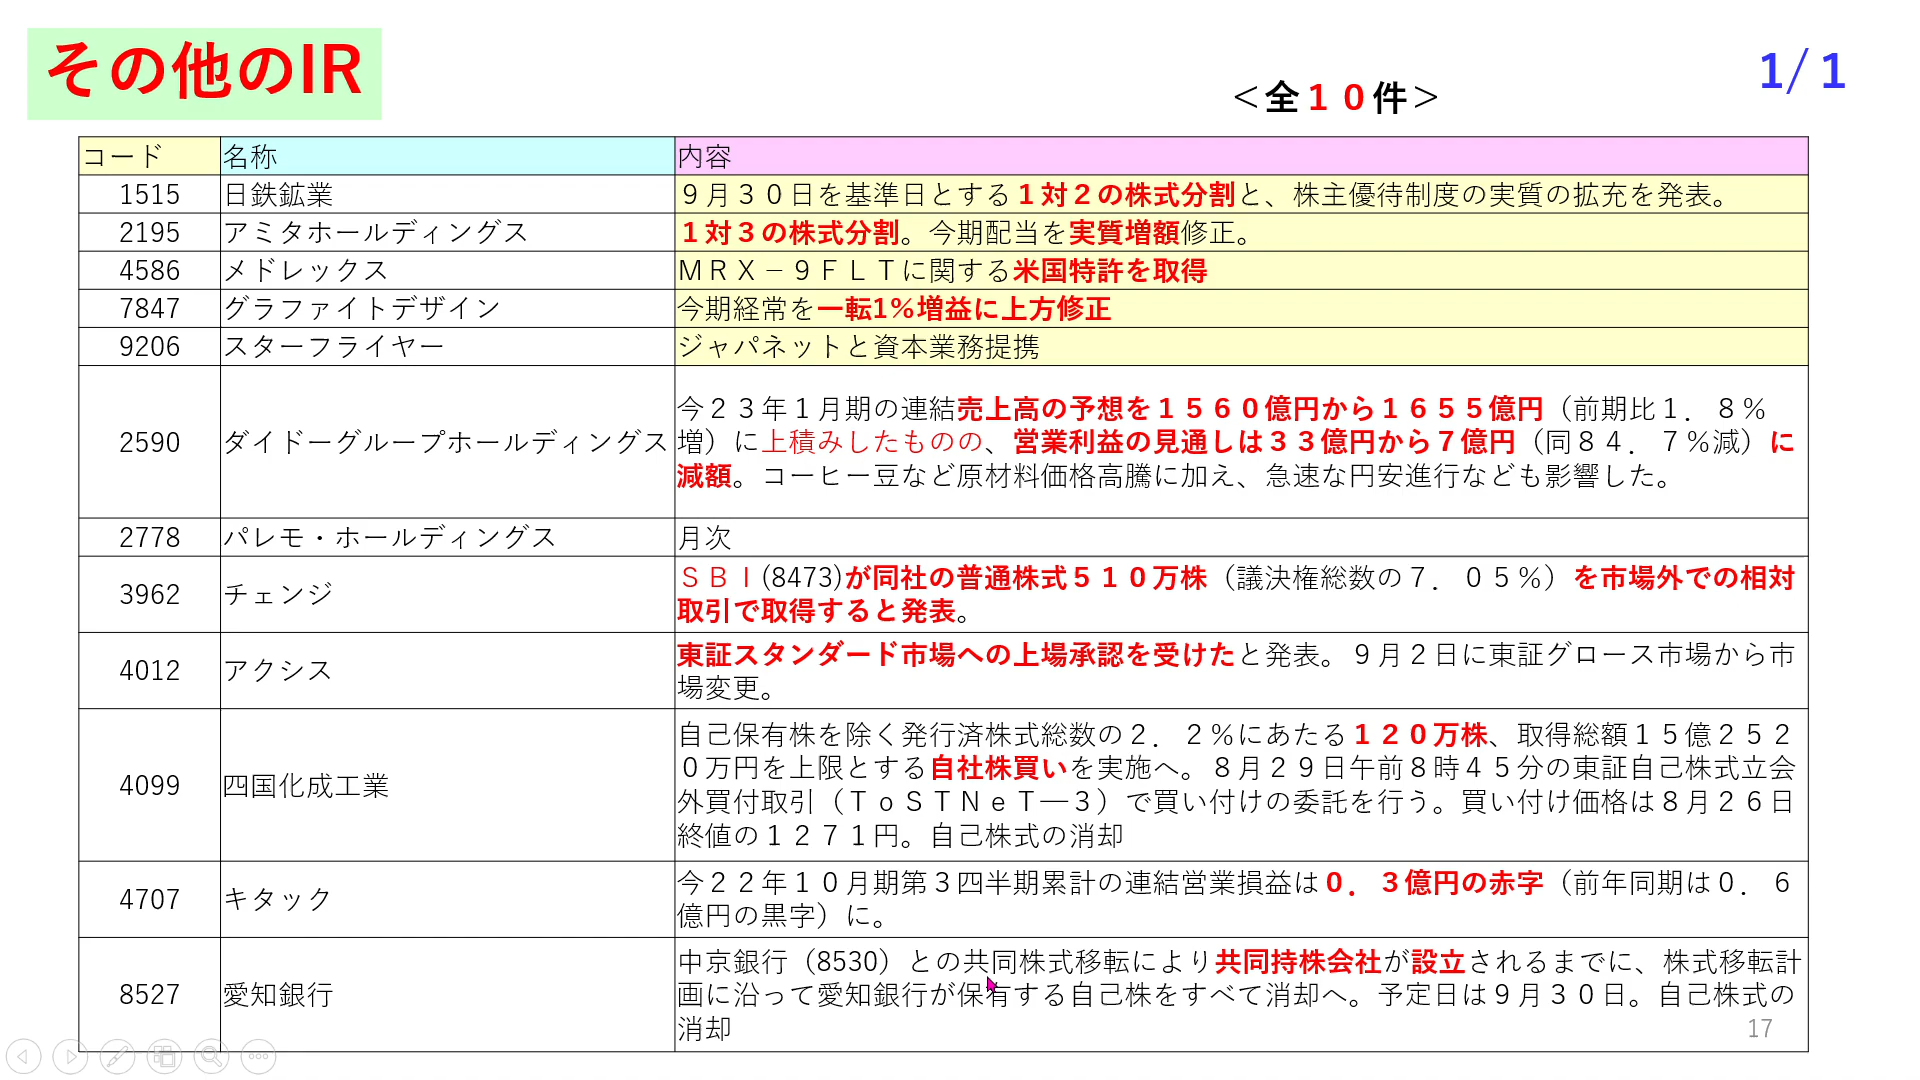 その他のIR
1/ 1
＜全１０件＞
コード 名称 内容
1515 日鉄鉱業 ９月３０日を基準日とする１対２の株式分割と、株主優待制度の実質の拡充を発表。
2195 アミタホールディングス １対３の株式分割。今期配当を実質増額修正。
4586 メドレックス ＭＲＸ－９ＦＬＴに関する米国特許を取得
7847 グラファイトデザイン 今期経常を一転1%増益に上方修正
9206 スターフライヤー ジャパネットと資本業務提携
2590 ダイドーグループホールディングス 今２３年１月期の連結売上高の予想を１５６０億円から１６５５億円（前期比１．８％
増）に上積みしたものの、営業利益の見通しは３３億円から７億円（同８４．７％減）に
減額。コーヒー豆など原材料価格高騰に加え、急速な円安進行なども影響した。
2778 パレモ・ホールディングス 月次
3962 チェンジ ＳＢＩ(8473)が同社の普通株式５１０万株（議決権総数の７．０５％）を市場外での相対
取引で取得すると発表。
4012 アクシス 東証スタンダード市場への上場承認を受けたと発表。９月２日に東証グロース市場から市
場変更。
4099 四国化成工業 自己保有株を除く発行済株式総数の２．２％にあたる１２０万株、取得総額１５億２５２
０万円を上限とする自社株買いを実施へ。８月２９日午前８時４５分の東証自己株式立会
外買付取引（ＴｏＳＴＮｅＴ―３）で買い付けの委託を行う。買い付け価格は８月２６日
終値の１２７１円。自己株式の消却
4707 キタック 今２２年１０月期第３四半期累計の連結営業損益は０．３億円の赤字（前年同期は０．６
億円の黒字）に。
8527 愛知銀行 中京銀行（8530）との共同株式移転により共同持株会社が設立されるまでに、株式移転計
画に沿って愛知銀行が保有する自己株をすべて消却へ。予定日は９月３０日。自己株式の
消却
17